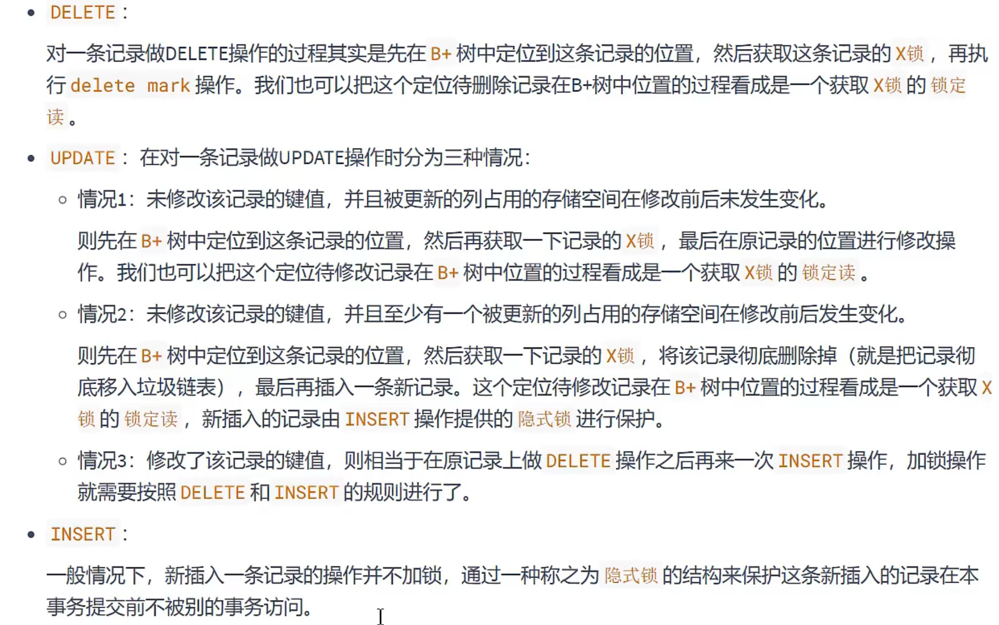 DELETE：
对一条记录做DELETE操作的过程其实是先在 B+ 树中定位到这条记录的位置，然后获取这条记录的 X锁 ，再执
行 delete mark 操作。我们也可以把这个定位待删除记录在B+树中位置的过程看成是一个获取 X锁 的 锁定
读 。
UPDATE ：在对一条记录做UPDATE操作时分为三种情况：
情况1：未修改该记录的键值，并且被更新的列占用的存储空间在修改前后未发生变化。
则先在 B+ 树中定位到这条记录的位置，然后再获取一下记录的 X锁 ，最后在原记录的位置进行修改操
作。我们也可以把这个定位待修改记录在 B+ 树中位置的过程看成是一个获取 X锁 的 锁定读 。
情况2：未修改该记录的键值，并且至少有一个被更新的列占用的存储空间在修改前后发生变化。
则先在 B+ 树中定位到这条记录的位置，然后获取一下记录的 X锁 ，将该记录彻底删除掉（就是把记录彻
底移入垃圾链表），最后再插入一条新记录。这个定位待修改记录在 B+ 树中位置的过程看成是一个获取 X
锁 的 锁定读 ，新插入的记录由 INSERT 操作提供的 隐式锁 进行保护。
情况3：修改了该记录的键值，则相当于在原记录上做 DELETE 操作之后再来一次 INSERT 操作，加锁操作
就需要按照 DELETE 和 INSERT 的规则进行了。
INSERT：
一般情况下，新插入一条记录的操作并不加锁，通过一种称之为 隐式锁 的结构来保护这条新插入的记录在本
事务提交前不被别的事务访问。